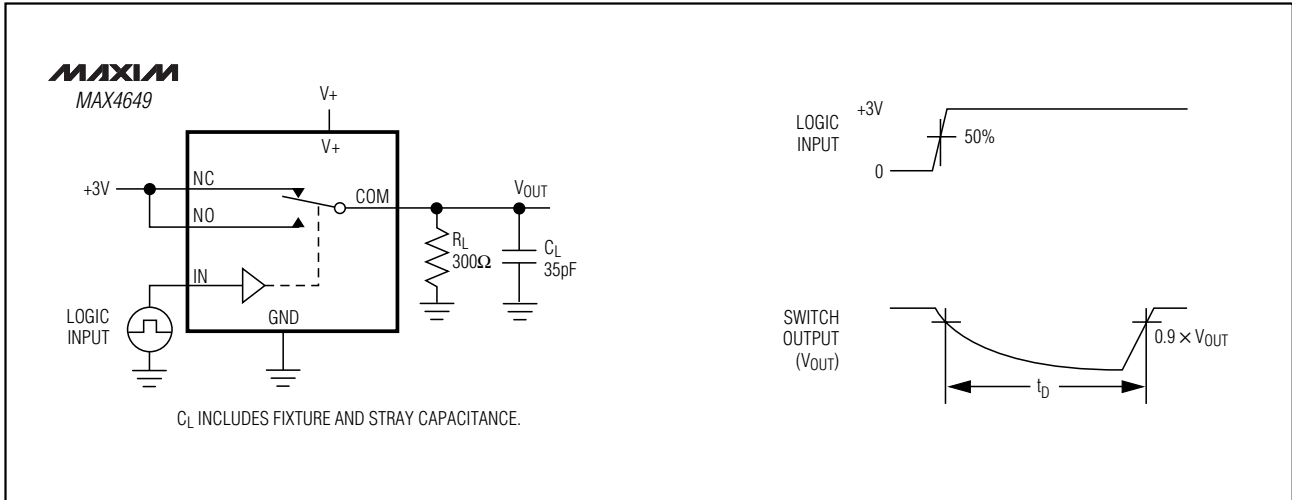 MAXIM
MAX4649
V+
V+
+3V
NC
NO
COM
VOUT
RL
300Ω
CL
35pF
IN
GND
LOGIC
INPUT
CL INCLUDES FIXTURE AND STRAY CAPACITANCE.
LOGIC
INPUT
+3V
50%
0
SWITCH
OUTPUT
(VOUT)
0.9 × VOUT
tD